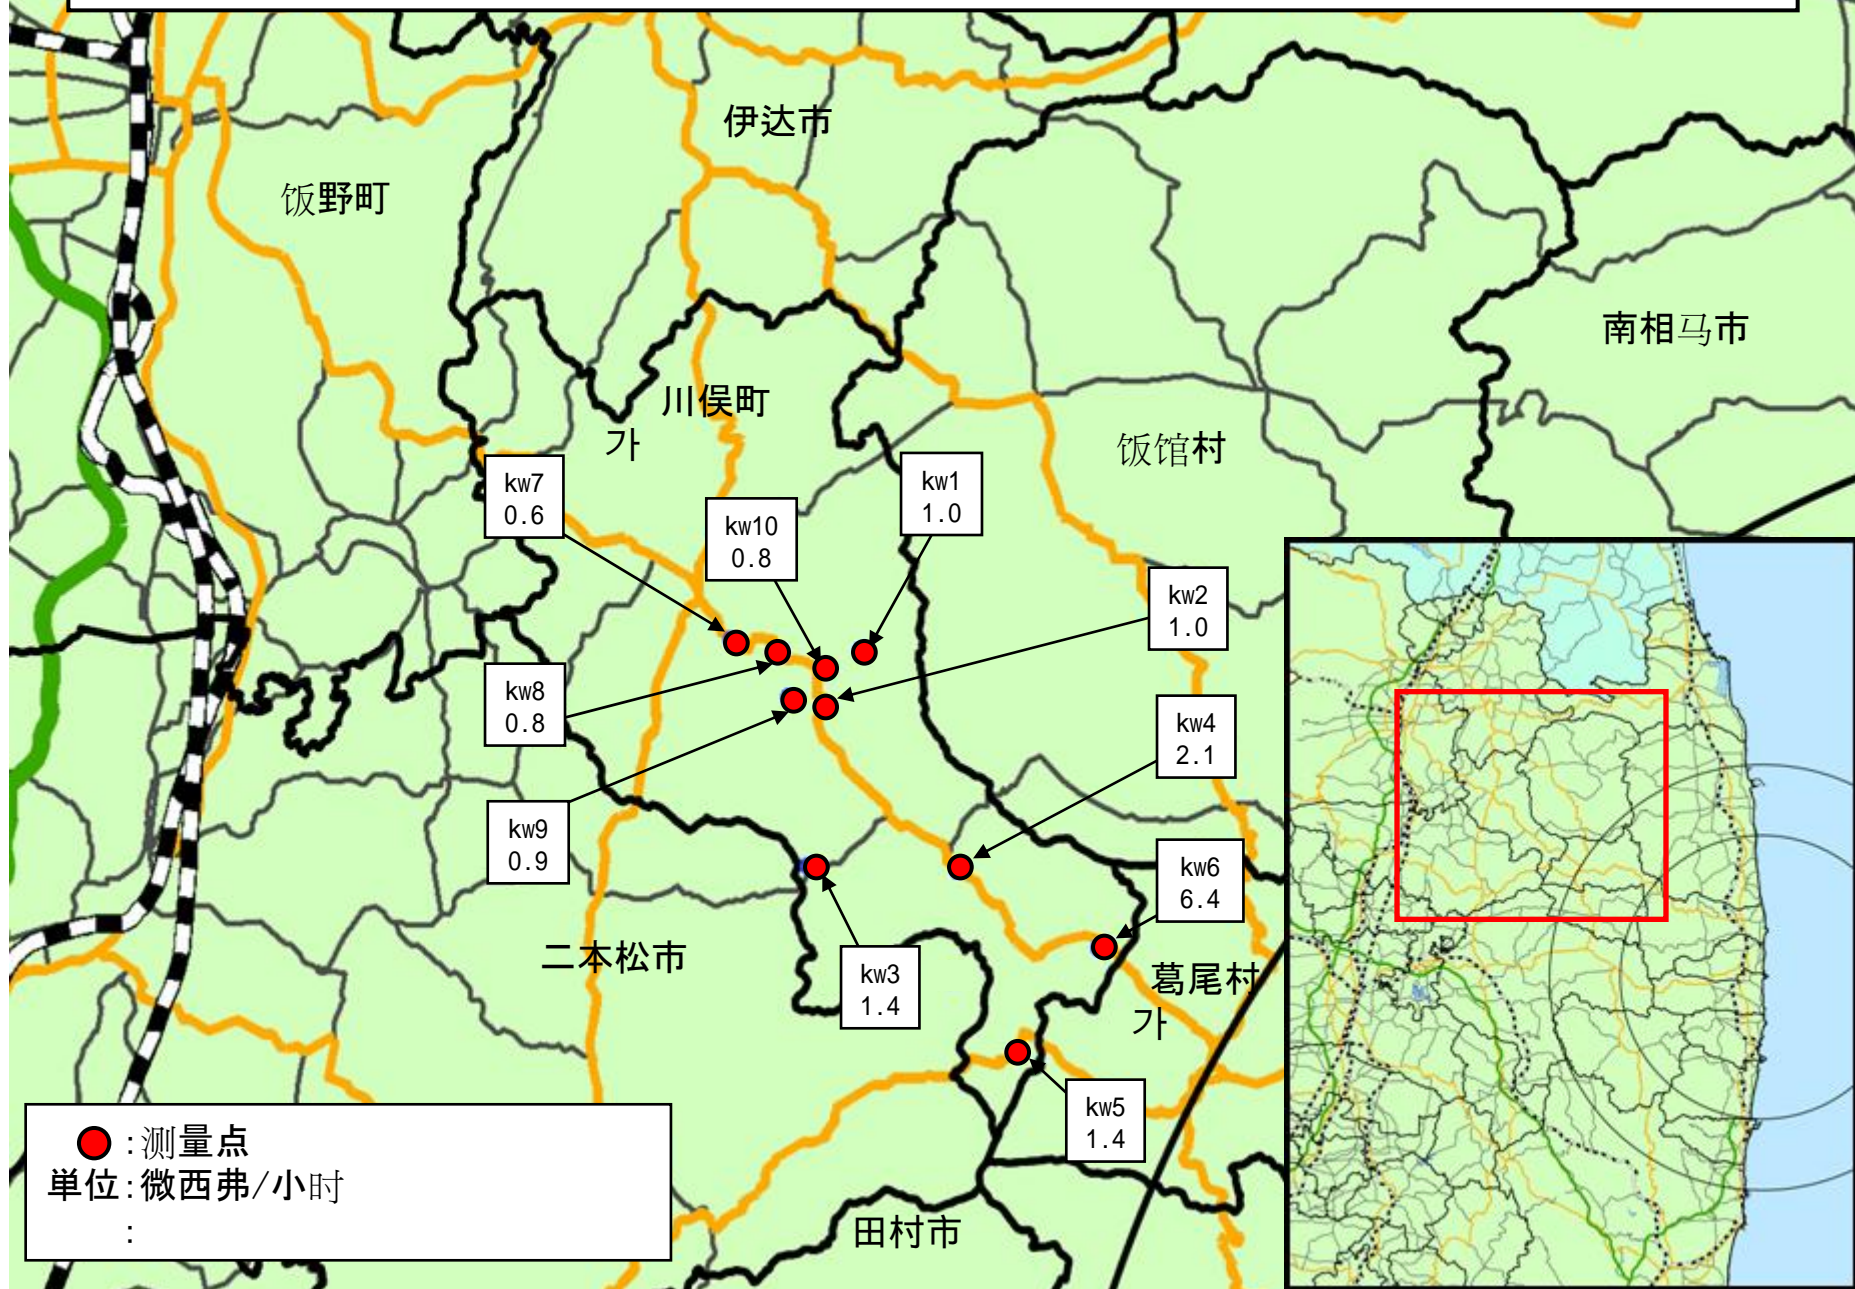 伊达市
饭野町
南相马市
川俣町
가
饭馆村
kw7
0.6
kw10
0.8
kw1
1.0
kw2
1.0
kw8
0.8
kw4
2.1
kw9
0.9
kw6
6.4
二本松市
kw3
1.4
葛尾村
가
kw5
1.4
:测量点
単位:微西弗/小时
:
田村市